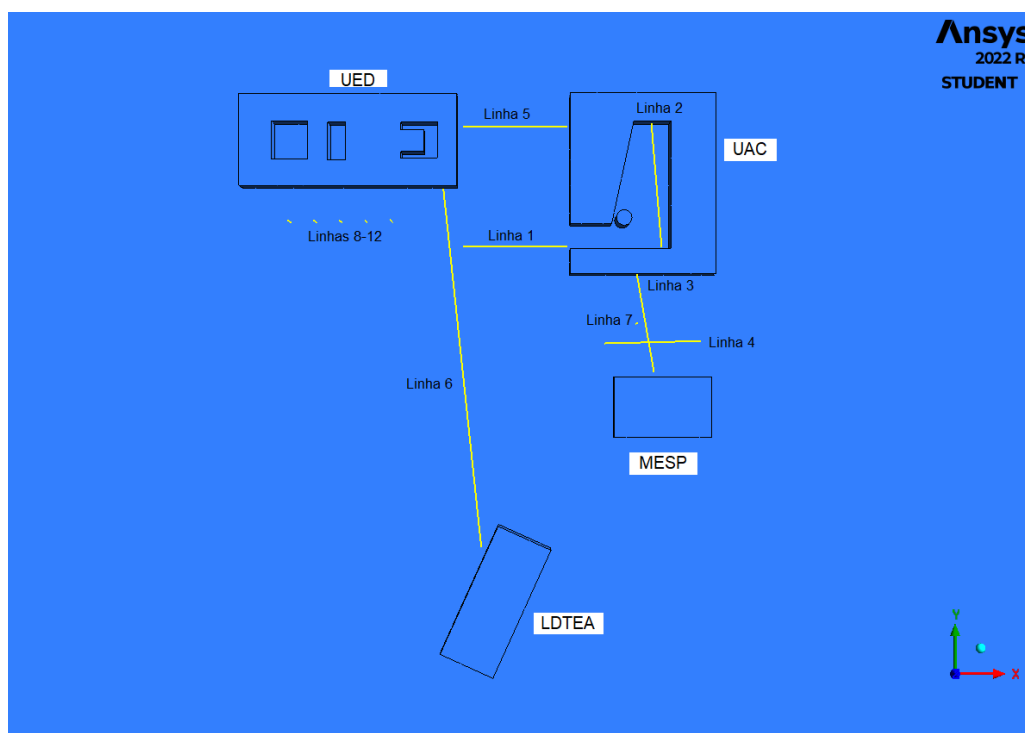 Ansys
2022 R
STUDENT
UED
Linha 5
Linha 2
UAC
Linhas 8-12
Linha 1
Linha 3
Linha 7
Linha 4
Linha 6
MESP
LDTEA
Y
X